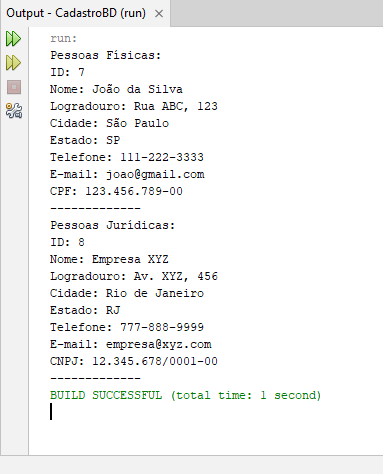 Output - CadastroBD (run) ×
run:
Pessoas Físicas:
ID: 7
Nome: João da Silva
Logradouro: Rua ABC, 123
Cidade: São Paulo
Estado: SP
Telefone: 111-222-3333
E-mail: joao@gmail.com
CPF: 123.456.789-00
-------------
Pessoas Jurídicas:
ID: 8
Nome: Empresa XYZ
Logradouro: Av. XYZ, 456
Cidade: Rio de Janeiro
Estado: RJ
Telefone: 777-888-9999
E-mail: empresa@xyz.com
CNPJ: 12.345.678/0001-00
-------------
BUILD SUCCESSFUL (total time: 1 second)